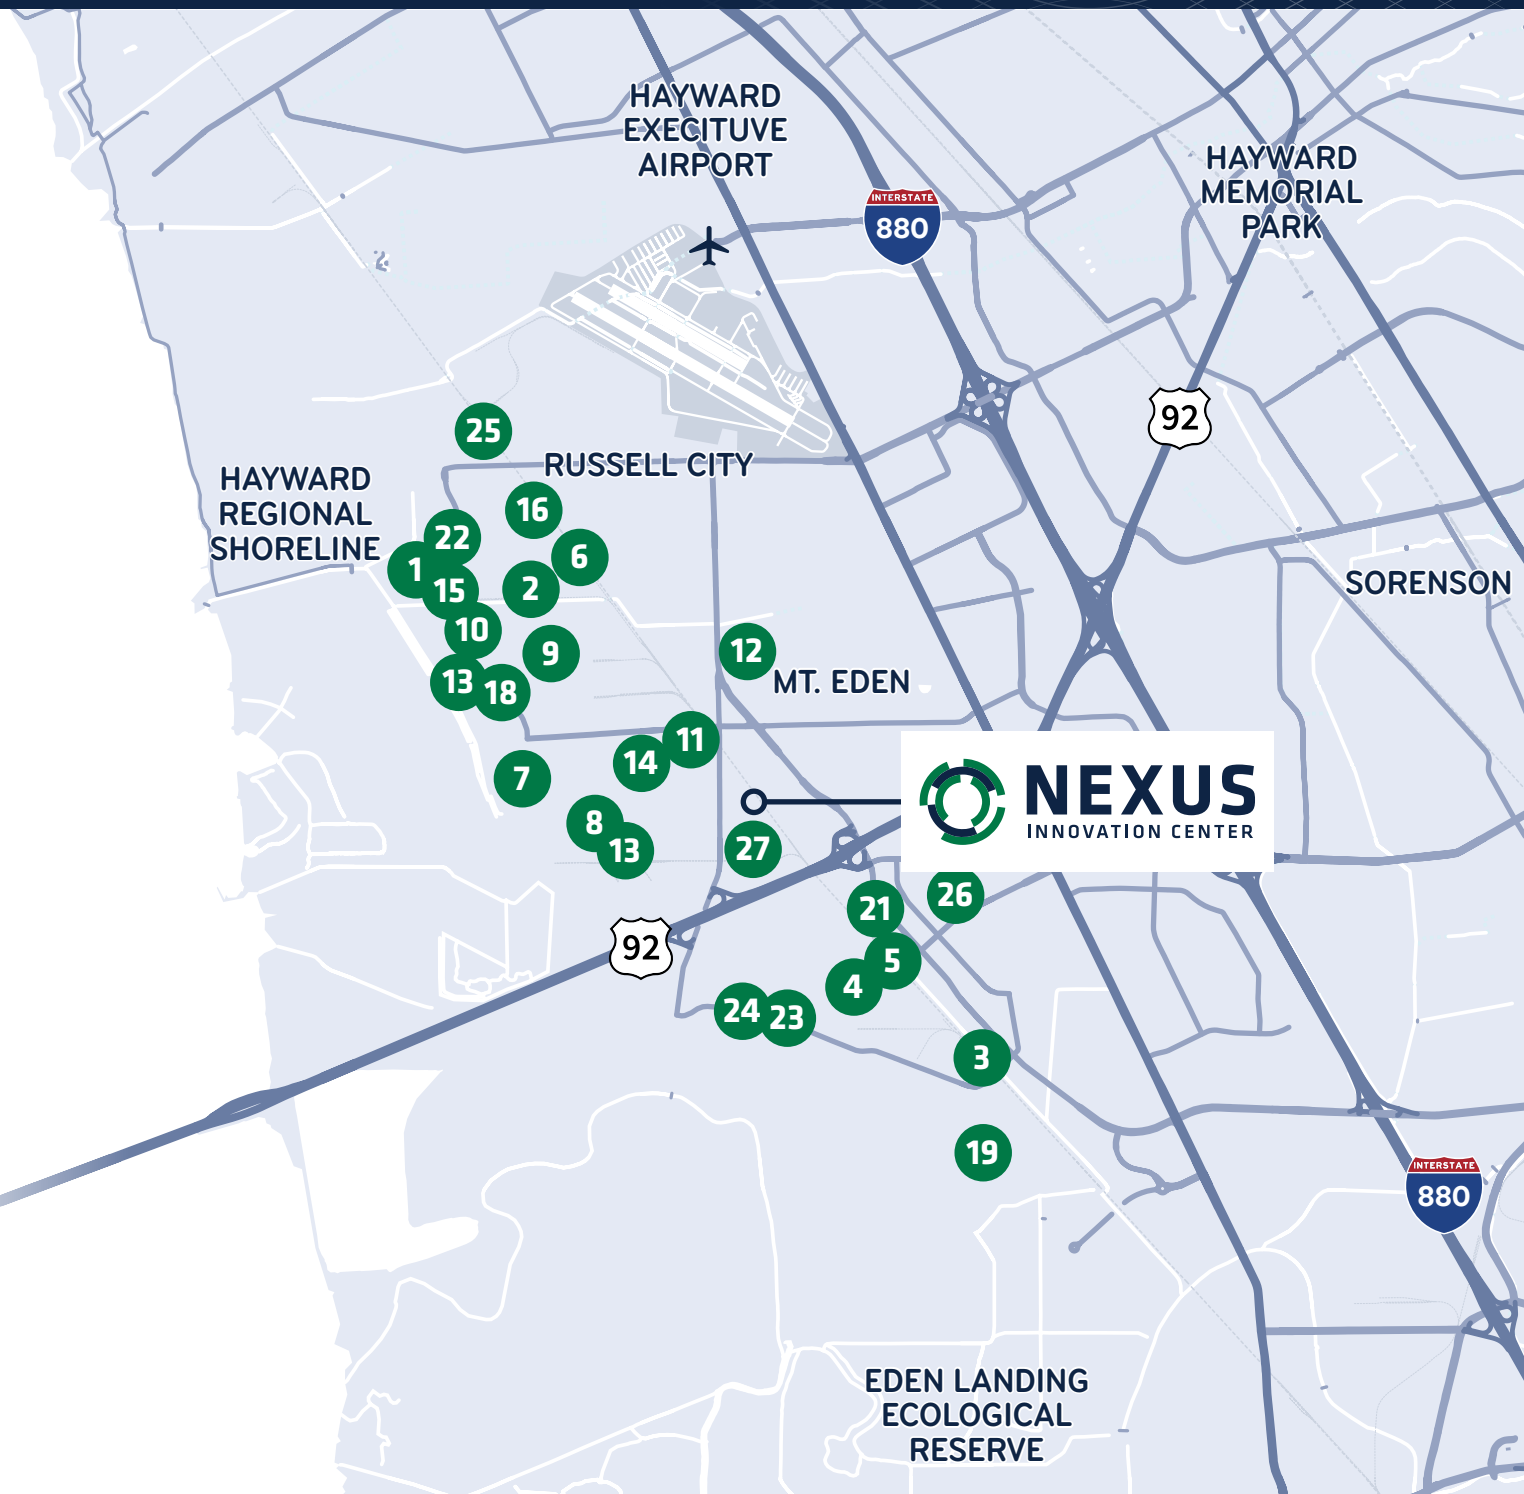 HAYWARD
EXECITUVE
AIRPORT
HAYWARD
MEMORIAL
PARK
INTERSTATE
880
92
25
RUSSELL CITY
HAYWARD
REGIONAL
SHORELINE
16
22
6
1
15
2
SORENSON
10
9
12
13
18
MT. EDEN
11
14
7
NEXUS
INNOVATION CENTER
8
13
27
26
21
92
5
4
24
23
3
19
INTERSTATE
880
EDEN LANDING
ECOLOGICAL
RESERVE